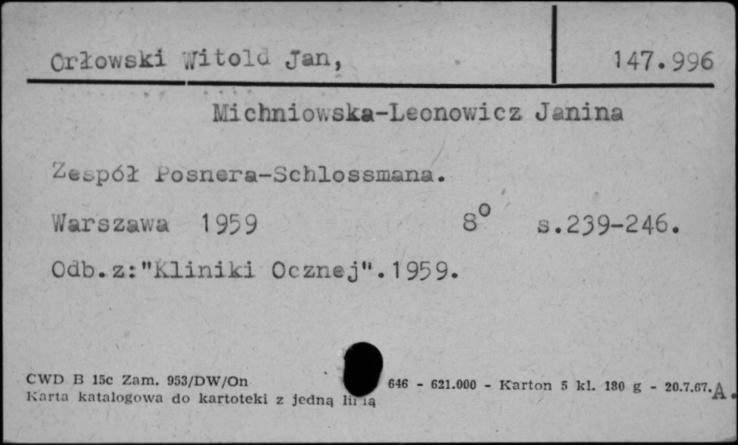 Orłowski Witold Jan, 147.996
Michniowska-Leonowicz Janina
Zespół Posnera-Schlossmana.
Warszawa 1959 8° s.239-246.
Odb.z:"Kliniki Ocznej".1959.
CWD B 15c Zam. 953/DW/On 646 - 621.000 - Karton 5 kl. 180 g - 20.7.67. A.
Karta katalogowa do kartoteki z jedną